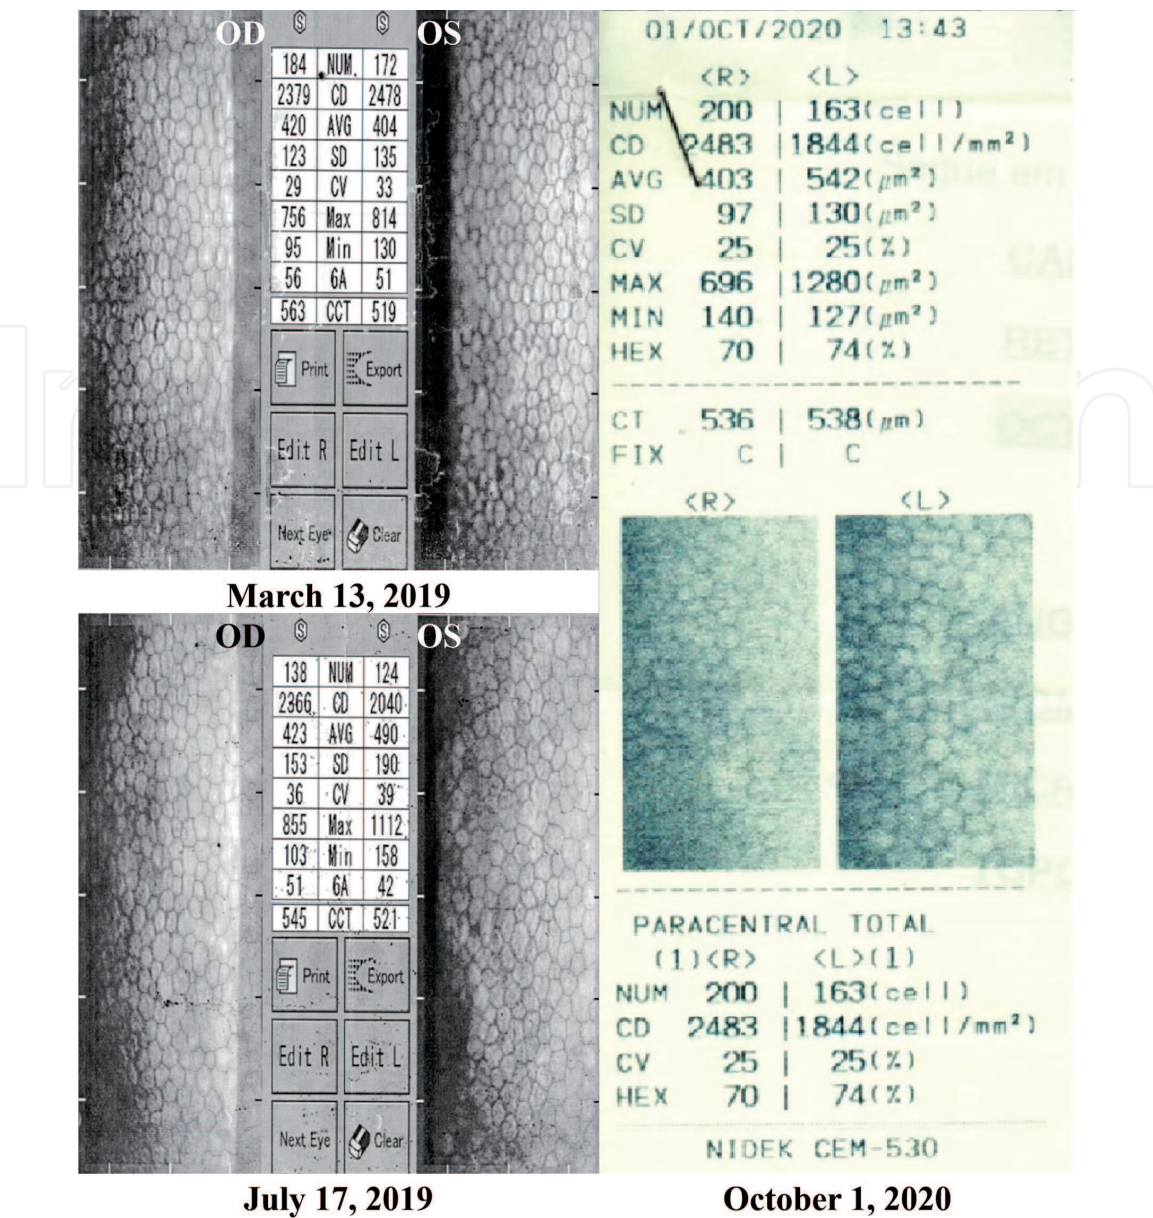 OD OS
184 NUM. 172
2379 CD 2478
420 AVG 404
123 SD 135
29 CV 33
756 Max 814
95 Min 130
56 6A 51
563 CCT 519
Print Export
Edit R Edit L
Next Eye Clear
March 13, 2019
OD OS
138 NUM 124
2366 CD 2040
423 AVG 490
153 SD 190
36 CV 39
855 Max 1112
103 Min 158
51 6A 42
545 CCT 521
Print Export
Edit R Edit L
Next Eye Clear
July 17, 2019
01/OCT/2020 13:43
<R> <L>
NUM 200 | 163(cell)
CD 2483 |1844(cell/mm²)
AVG 403 | 542(μm²)
SD 97 | 130(μm²)
CV 25 | 25(%)
MAX 696 |1280(μm²)
MIN 140 | 127(μm²)
HEX 70 | 74(%)
CT 536 | 538(μm)
FIX C | C
<R> <L>
PARACENTRAL TOTAL
(1)<R> <L>(1)
NUM 200 | 163(cell)
CD 2483 |1844(cell/mm²)
CV 25 | 25(%)
HEX 70 | 74(%)
NIDEK CEM-530
October 1, 2020